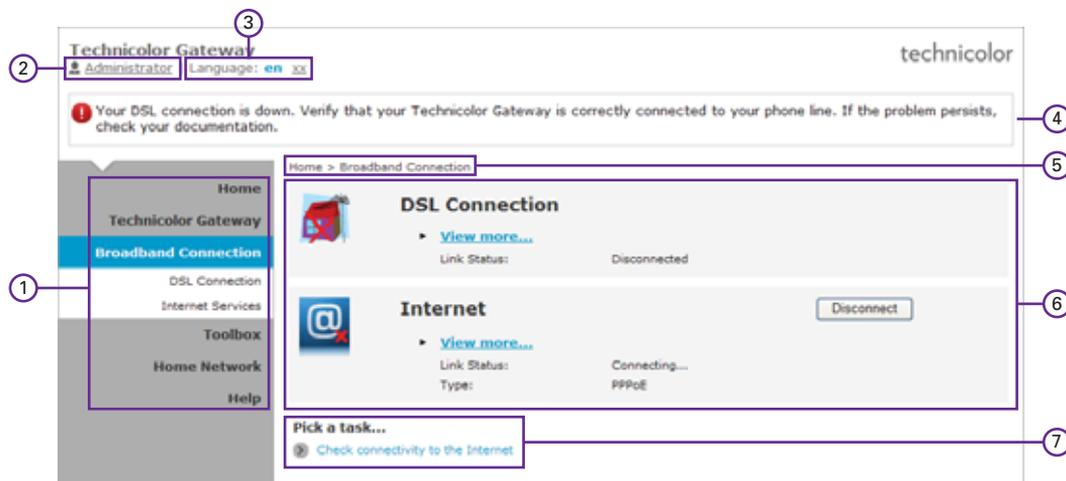 3
Technicolor Gateway
technicolor
2
Administrator
Language: en xx
Your DSL connection is down. Verify that your Technicolor Gateway is correctly connected to your phone line. If the problem persists,
check your documentation.
4
Home > Broadband Connection
5
1
Home
Technicolor Gateway
Broadband Connection
DSL Connection
Internet Services
Toolbox
Home Network
Help
DSL Connection
View more...
Link Status: Disconnected
6
Internet
Disconnect
View more...
Link Status: Connecting...
Type: PPPoE
Pick a task...
Check connectivity to the Internet
7